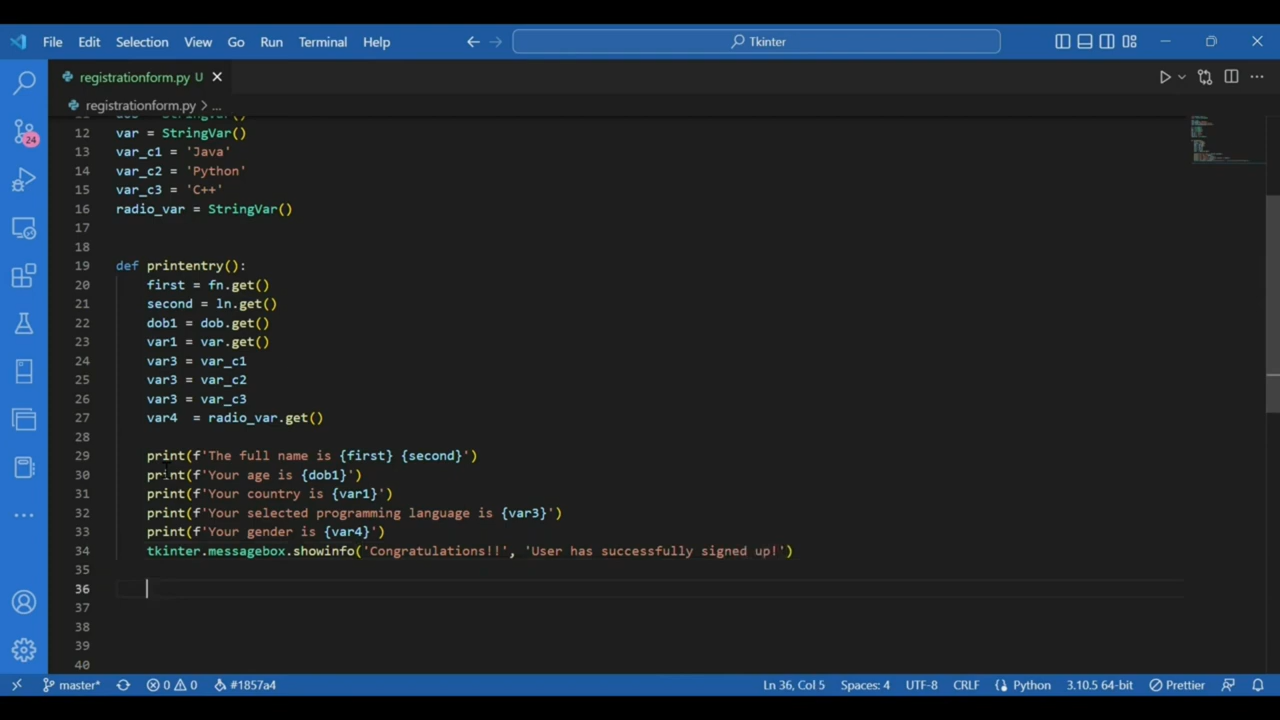 File Edit Selection View Go Run Terminal Help Tkinter
registrationform.py U
registrationform.py > ...
12 var = StringVar()
13 var_c1 = 'Java'
14 var_c2 = 'Python'
15 var_c3 = 'C++'
16 radio_var = StringVar()
17
18
19 def printentry():
20 first = fn.get()
21 second = ln.get()
22 dob1 = dob.get()
23 var1 = var.get()
24 var3 = var_c1
25 var3 = var_c2
26 var3 = var_c3
27 var4  = radio_var.get()
28
29 print(f'The full name is {first} {second}')
30 print(f'Your age is {dob1}')
31 print(f'Your country is {var1}')
32 print(f'Your selected programming language is {var3}')
33 print(f'Your gender is {var4}')
34 tkinter.messagebox.showinfo('Congratulations!!', 'User has successfully signed up!')
35
36
37
38
39
40
24
master* 0 0 #1857a4 Ln 36, Col 5 Spaces: 4 UTF-8 CRLF Python 3.10.5 64-bit Prettier